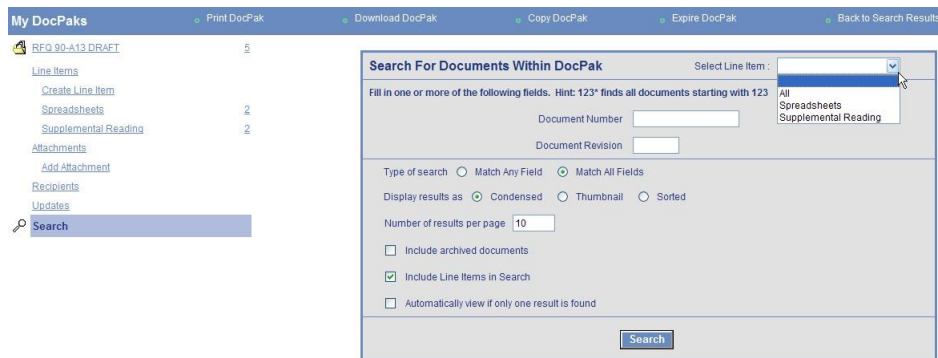 My DocPaks
Print DocPak
Download DocPak
Copy DocPak
Expire DocPak
Back to Search Results
RFQ 90-A13 DRAFT 5
Line Items
Create Line Item
Spreadsheets 2
Supplemental Reading 2
Attachments
Add Attachment
Recipients
Updates
Search
Search For Documents Within DocPak
Select Line Item :
All
Spreadsheets
Supplemental Reading
Fill in one or more of the following fields. Hint: 123* finds all documents starting with 123
Document Number
Document Revision
Type of search Match Any Field Match All Fields
Display results as Condensed Thumbnail Sorted
Number of results per page 10
Include archived documents
Include Line Items in Search
Automatically view if only one result is found
Search